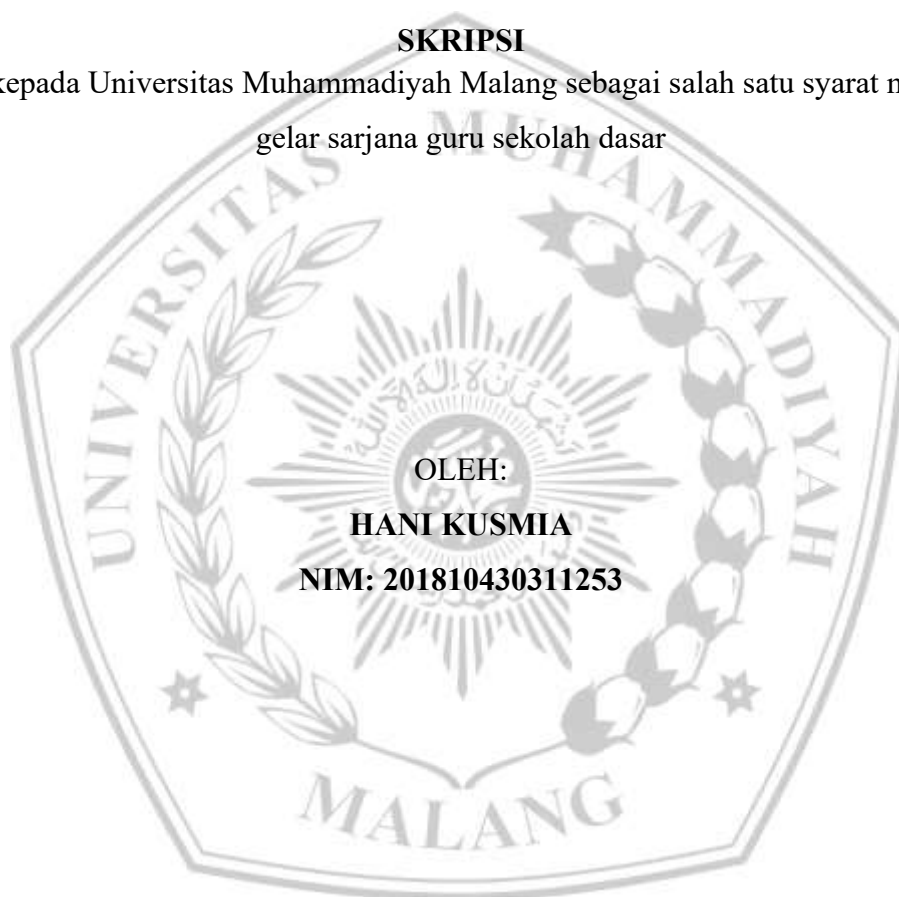 SKRIPSI
kepada Universitas Muhammadiyah Malang sebagai salah satu syarat
gelar sarjana guru sekolah dasar
UNIVERSITAS MUHAMMADIYAH
OLEH:
HANI KUSMIA
NIM: 201810430311253
MALANG